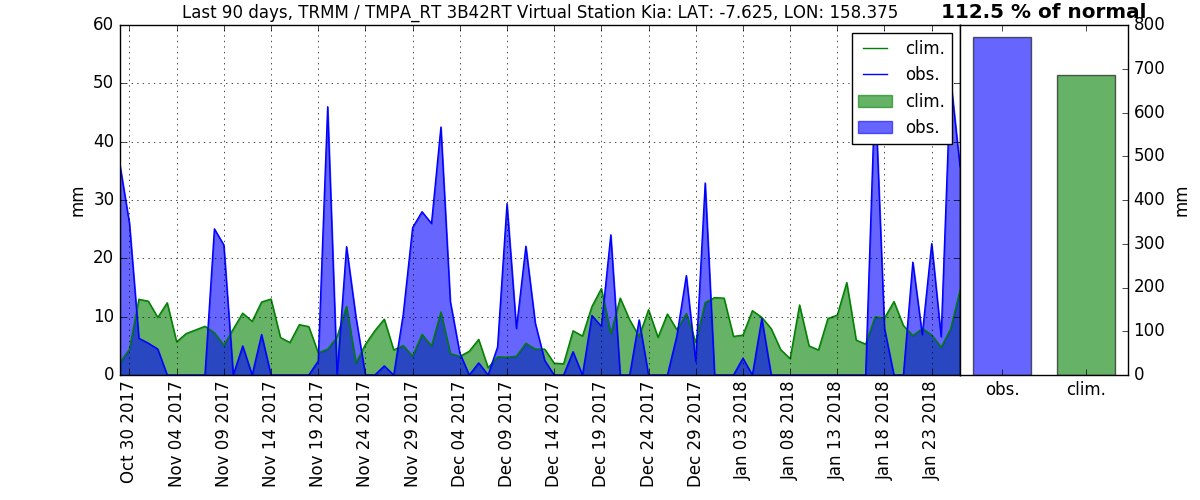 Last 90 days, TRMM / TMPA_RT 3B42RT Virtual Station Kia: LAT: -7.625, LON: 158.375
112.5 % of normal
60
50
40
30
20
10
0
mm
clim.
obs.
clim.
obs.
800
700
600
500
400
300
200
100
0
mm
Oct 30 2017
Nov 04 2017
Nov 09 2017
Nov 14 2017
Nov 19 2017
Nov 24 2017
Nov 29 2017
Dec 04 2017
Dec 09 2017
Dec 14 2017
Dec 19 2017
Dec 24 2017
Dec 29 2017
Jan 03 2018
Jan 08 2018
Jan 13 2018
Jan 18 2018
Jan 23 2018
obs.
clim.